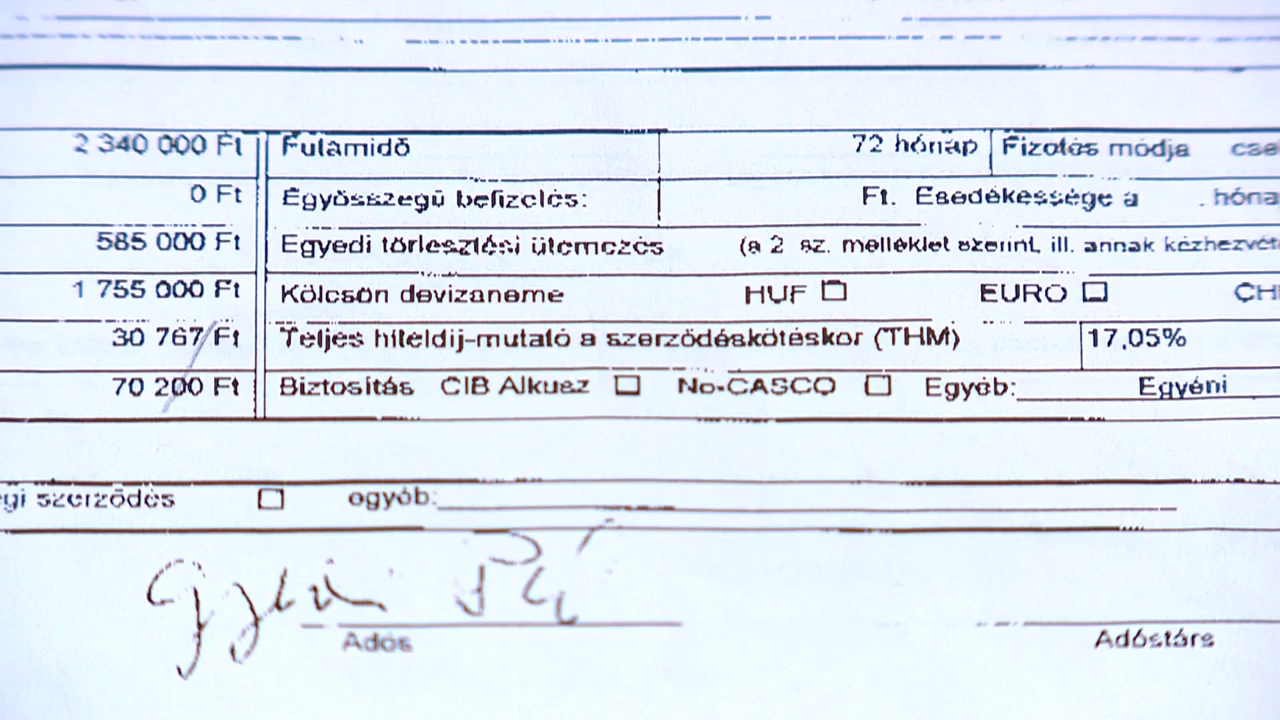 2 340 000 Ft Futamidő 72 hónap Fizetés módja
0 Ft Egyösszegű befizetés: Ft. Esedékessége a . hóna
585 000 Ft Egyedi törlesztési ütemezés (a 2 sz. melléklet szerint, ill. annak kézhezvét
1 755 000 Ft Kölcsön devizaneme HUF ☐ EURO ☐ CH
30 767 Ft Teljes hiteldíj-mutató a szerződéskötéskor (THM) 17,05%
70 200 Ft Biztosítás CIB Alkusz ☐ No-CASCO ☐ Egyéb: Egyéni
gi szerződés ☐ egyéb:
Adós Adóstárs